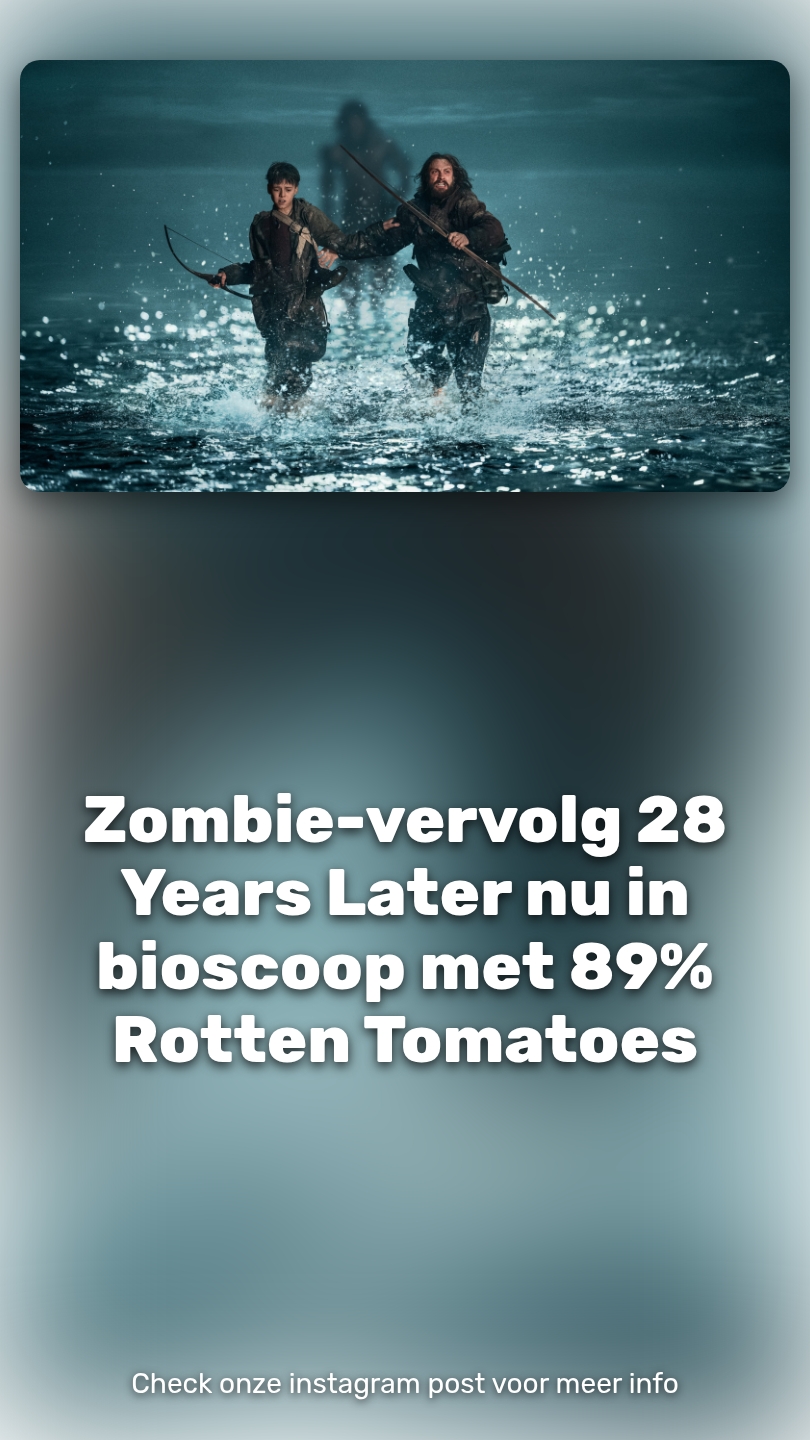 Zombie-vervolg 28
Years Later nu in
bioscoop met 89%
Rotten Tomatoes
Check onze instagram post voor meer info